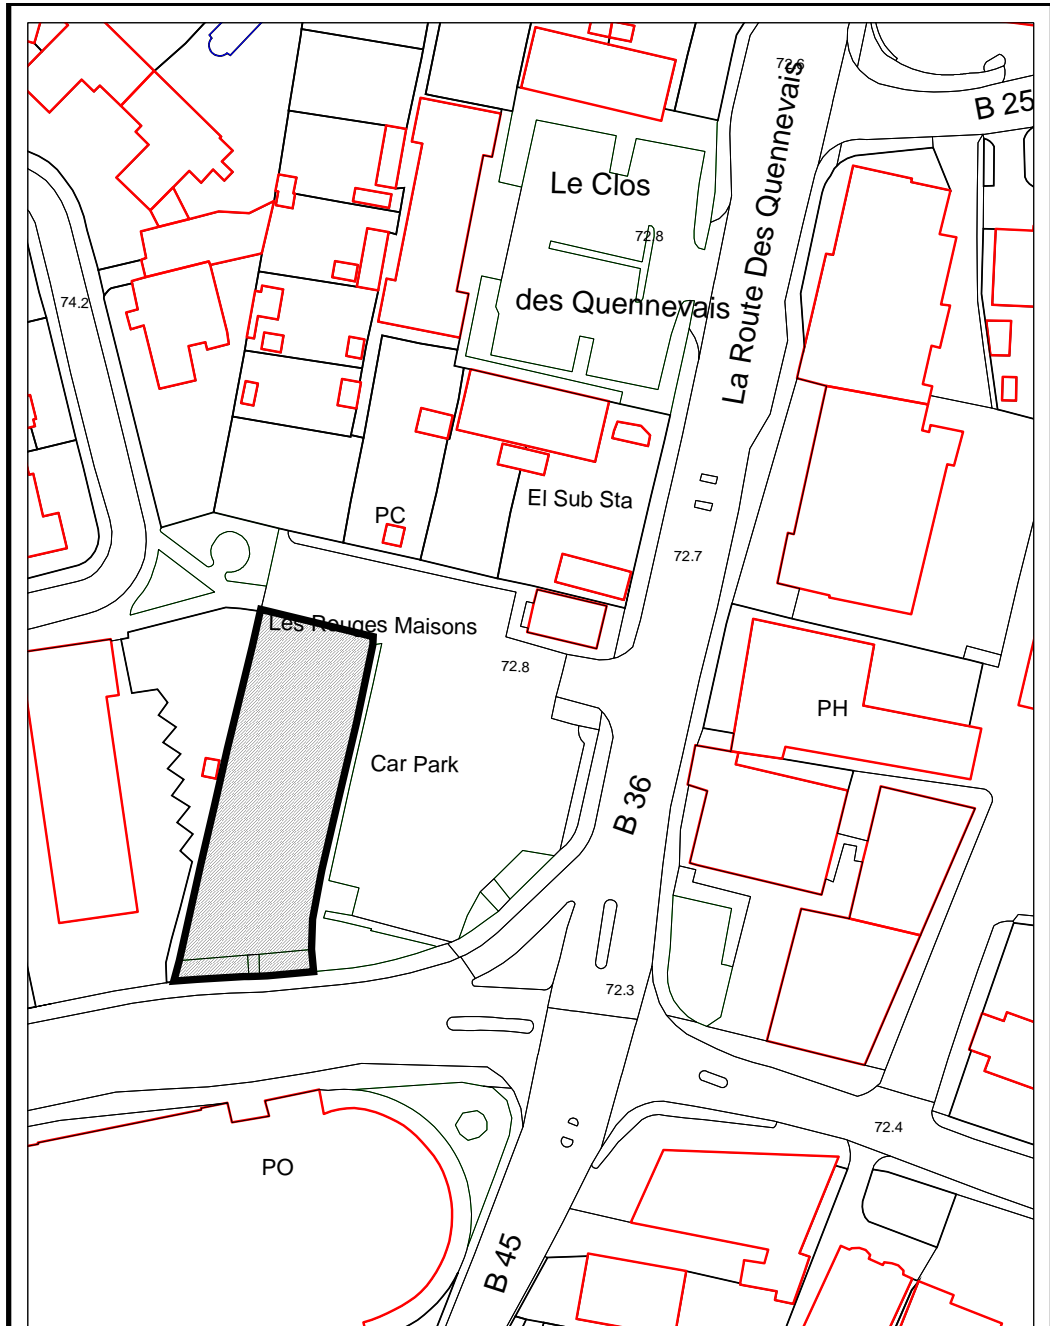 72.6
B 25
Le Clos
72.8
La Route Des Quennevais
74.2
des Quennevais
El Sub Sta
PC
72.7
Les Rouges Maisons
72.8
PH
Car Park
B 36
72.3
72.4
PO
B 45